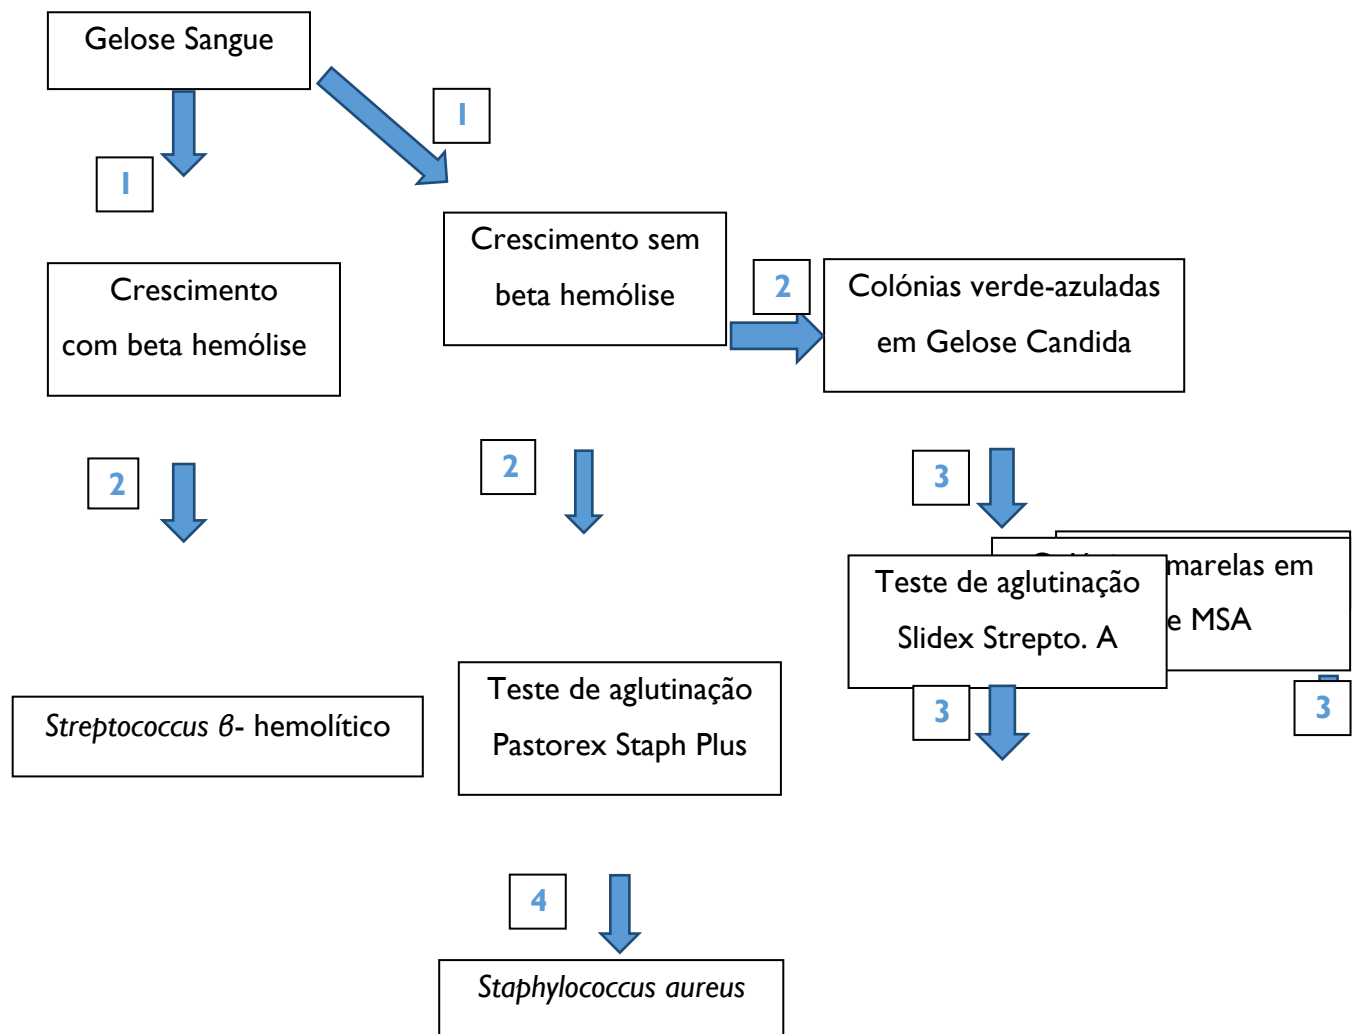 Gelose Sangue
1
1
Crescimento sem
beta hemólise
2
Colónias verde-azuladas
em Gelose Candida
Crescimento
com beta hemólise
2
2
3
Teste de aglutinação
Slidex Strepto. A
marelas em
e MSA
3
3
Streptococcus β- hemolítico
Teste de aglutinação
Pastorex Staph Plus
4
Staphylococcus aureus